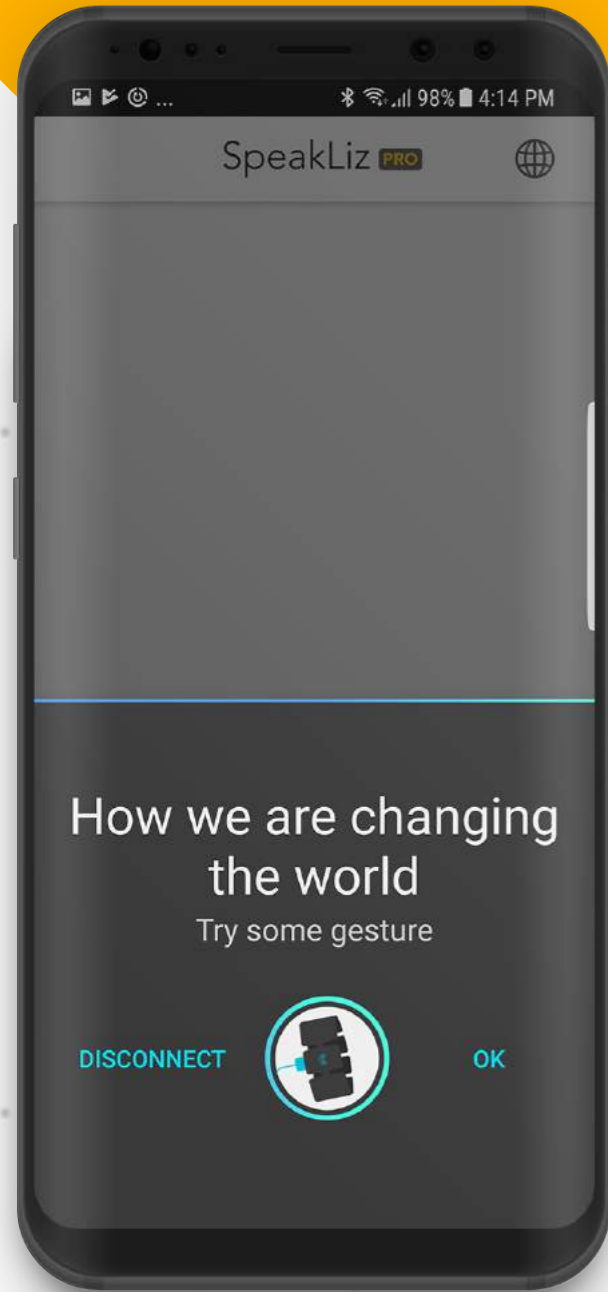 ... 98% 4:14 PM
SpeakLiz PRO
How we are changing
the world
Try some gesture
DISCONNECT
OK